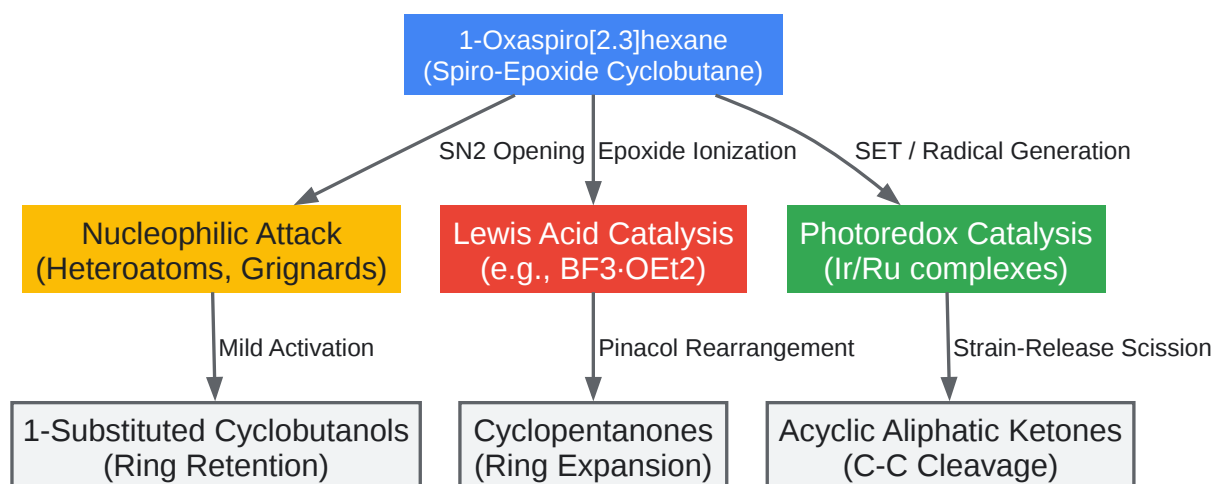 1-Oxaspiro[2.3]hexane
(Spiro-Epoxide Cyclobutane)
SN2 Opening
Epoxide Ionization
SET / Radical Generation
Nucleophilic Attack
(Heteroatoms, Grignards)
Lewis Acid Catalysis
(e.g., BF3·OEt2)
Photoredox Catalysis
(Ir/Ru complexes)
Mild Activation
Pinacol Rearrangement
Strain-Release Scission
1-Substituted Cyclobutanols
(Ring Retention)
Cyclopentanones
(Ring Expansion)
Acyclic Aliphatic Ketones
(C-C Cleavage)